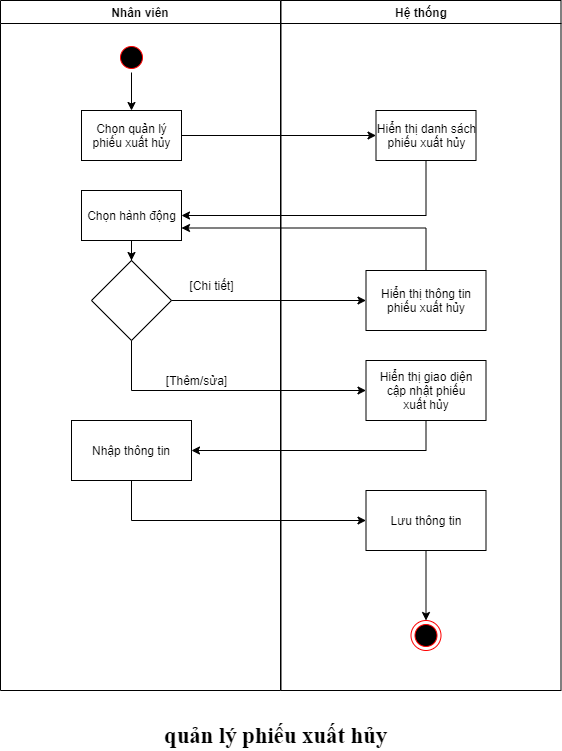 Nhân viên
Hệ thống
Chọn quản lý
phiếu xuất hủy
Hiển thị danh sách
phiếu xuất hủy
Chọn hành động
[Chi tiết]
Hiển thị thông tin
phiếu xuất hủy
[Thêm/sửa]
Hiển thị giao diện
cập nhật phiếu
xuất hủy
Nhập thông tin
Lưu thông tin
quản lý phiếu xuất hủy